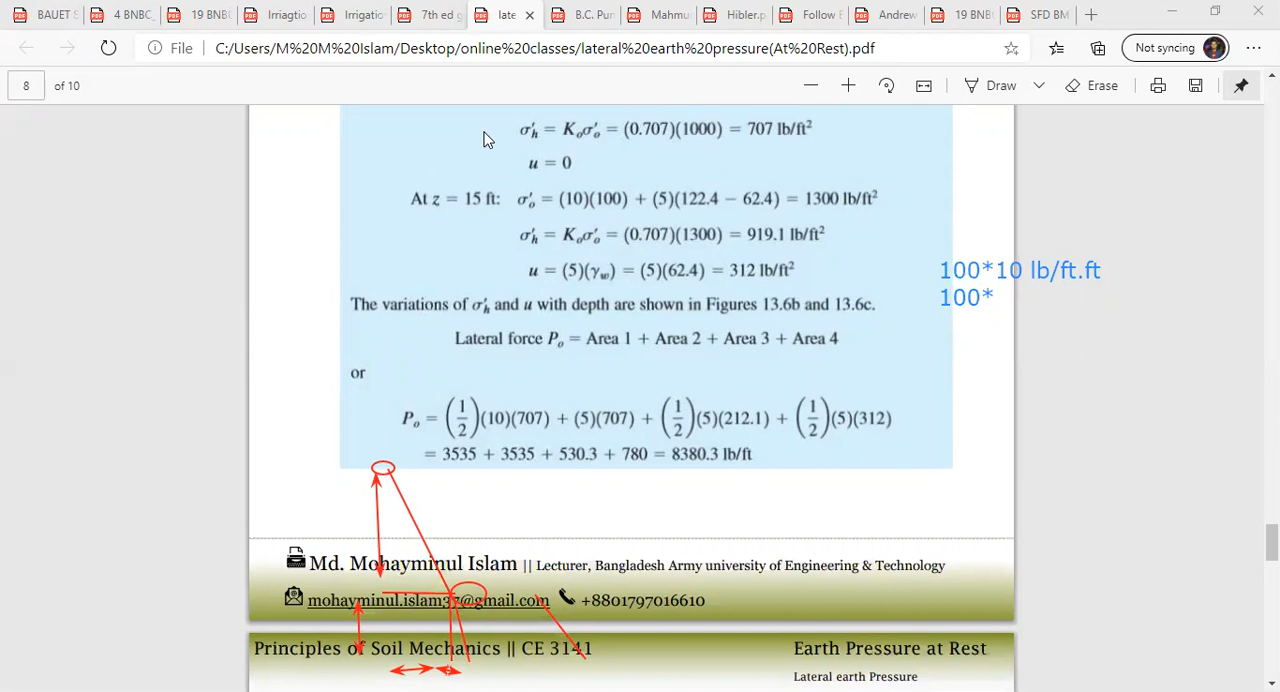 BAUET S
4 BNBC_
19 BNBC
Irriagtio
Irrigatio
7th ed g
late
B.C. Pur
Mahmu
Hibler.p
Follow E
Andrew
19 BNB
SFD BM
File C:/Users/M%20M%20Islam/Desktop/online%20classes/lateral%20earth%20pressure(At%20Rest).pdf Not syncing
8 of 10 Draw Erase
σ′h = Koσ′o = (0.707)(1000) = 707 lb/ft²
u = 0
At z = 15 ft: σ′o = (10)(100) + (5)(122.4 − 62.4) = 1300 lb/ft²
σ′h = Koσ′o = (0.707)(1300) = 919.1 lb/ft²
u = (5)(γw) = (5)(62.4) = 312 lb/ft²
100*10 lb/ft.ft
100*
The variations of σ′h and u with depth are shown in Figures 13.6b and 13.6c.
Lateral force Po = Area 1 + Area 2 + Area 3 + Area 4
or
Po = (1/2)(10)(707) + (5)(707) + (1/2)(5)(212.1) + (1/2)(5)(312)
= 3535 + 3535 + 530.3 + 780 = 8380.3 lb/ft
Md. Mohayminul Islam || Lecturer, Bangladesh Army university of Engineering & Technology
mohayminul.islam37@gmail.com +8801797016610
Principles of Soil Mechanics || CE 3141 Earth Pressure at Rest
Lateral earth Pressure